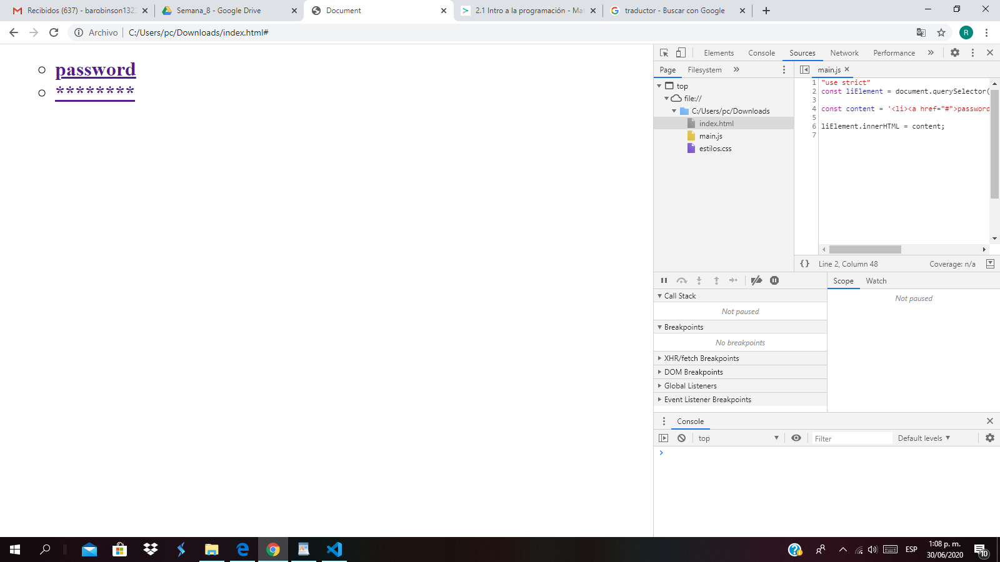 Recibidos (637) - barobinson132
Semana_8 - Google Drive
Document
2.1 Intro a la programación - Ma
traductor - Buscar con Google
Archivo
C:/Users/pc/Downloads/index.html#
R
password
********
Elements
Console
Sources
Network
Performance
Page
Filesystem
main.js
top
file://
C:/Users/pc/Downloads
index.html
main.js
estilos.css
1 "use strict"
2 const liElement = document.querySelector(
3
4 const content = '<li><a href="#">password
5
6 liElement.innerHTML = content;
7
{} Line 2, Column 48
Coverage: n/a
Scope
Watch
Call Stack
Not paused
Not paused
Breakpoints
No breakpoints
XHR/fetch Breakpoints
DOM Breakpoints
Global Listeners
Event Listener Breakpoints
Console
top
Filter
Default levels
ESP
1:08 p. m.
30/06/2020
10